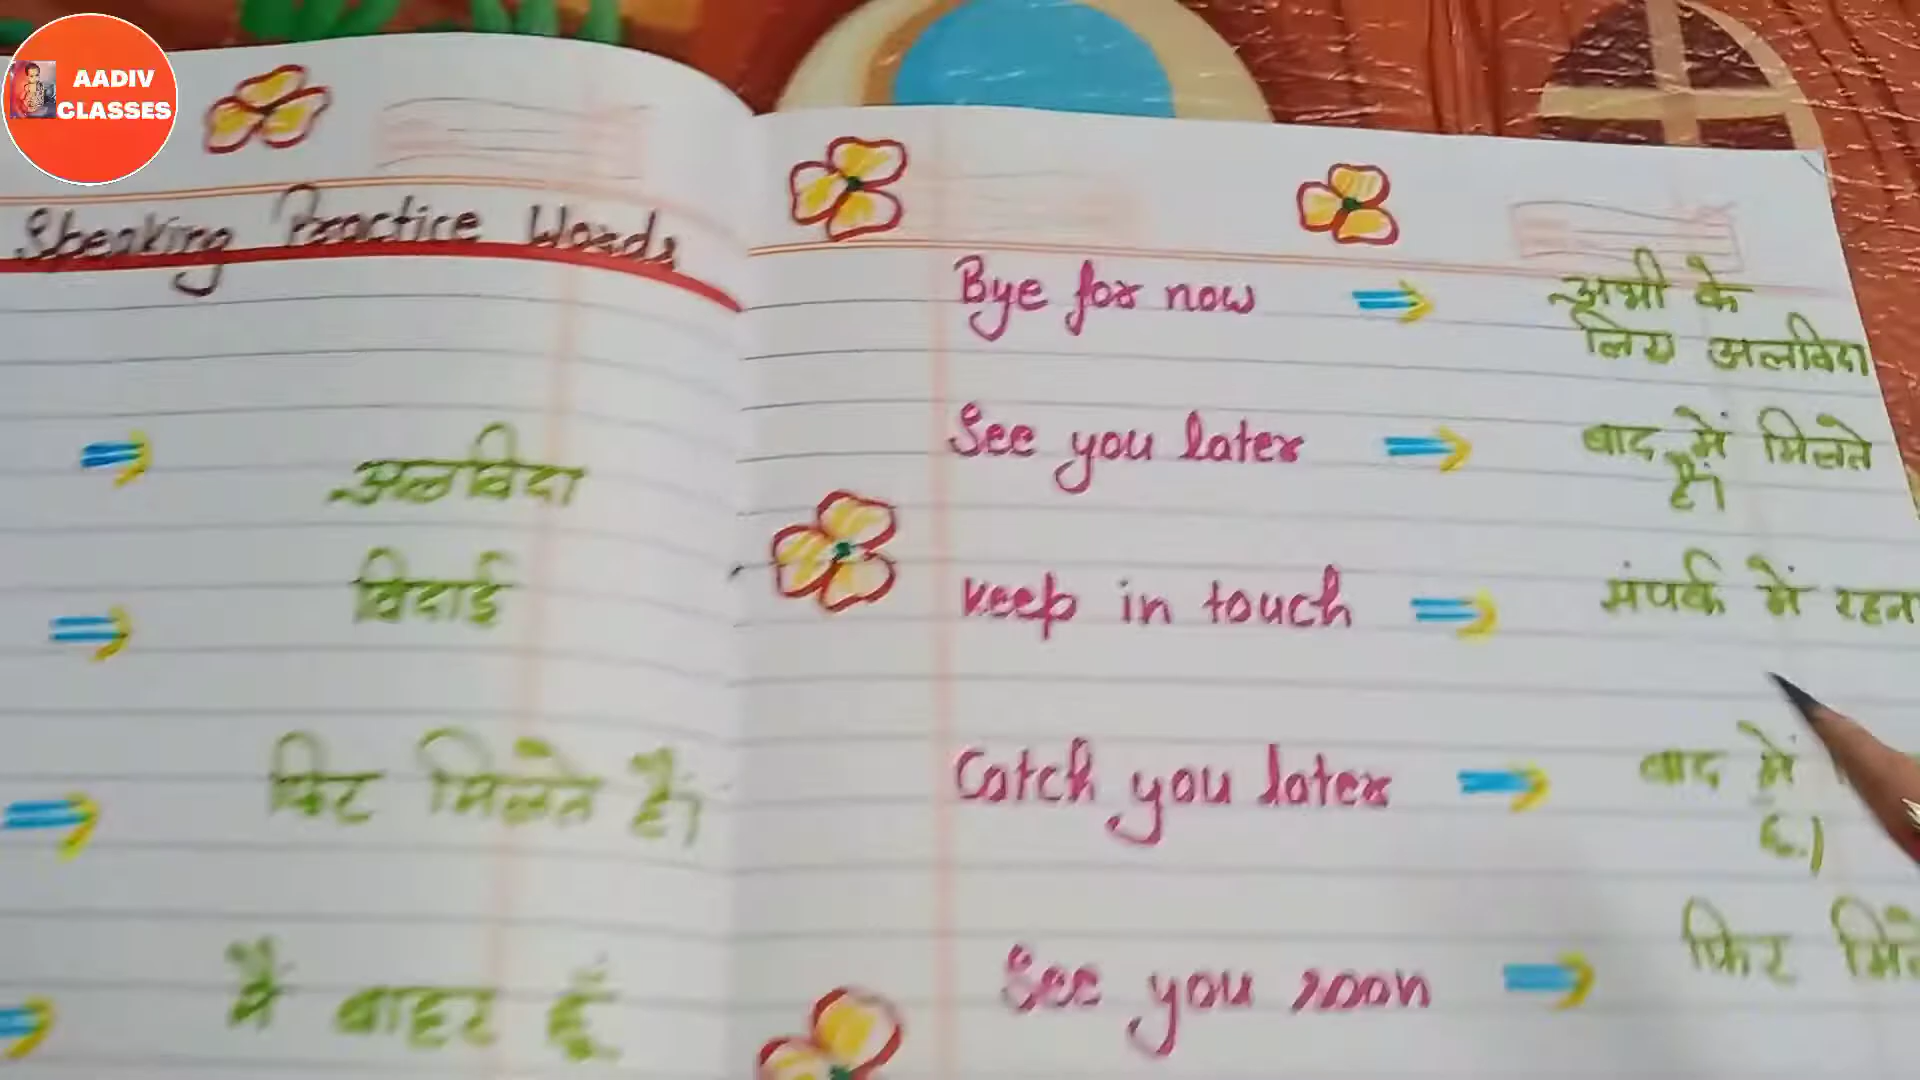 AADIV
CLASSES
Speaking Practice Words
अलविदा
विदाई
फिर मिलते हैं।
मैं बाहर हूँ
Bye for now ⇒ अभी के
लिए अलविदा
See you later ⇒ बाद में मिलते
हैं।
Keep in touch ⇒ संपर्क में रहना
Catch you later ⇒ बाद में
See you soon ⇒ फिर